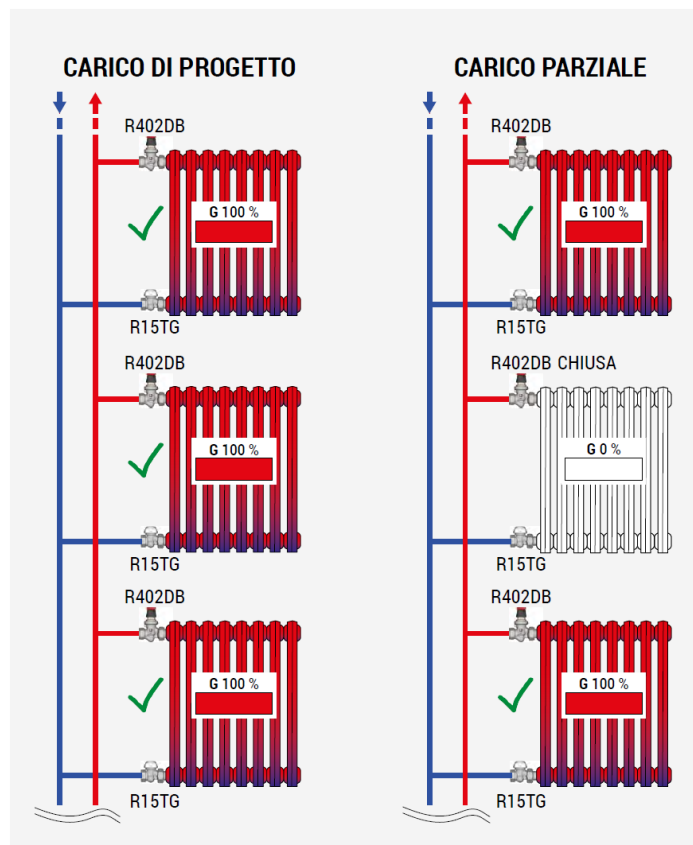 CARICO DI PROGETTO
R402DB
G 100 %
R15TG
R402DB
G 100 %
R15TG
R402DB
G 100 %
R15TG
CARICO PARZIALE
R402DB
G 100 %
R15TG
R402DB CHIUSA
G 0 %
R15TG
R402DB
G 100 %
R15TG